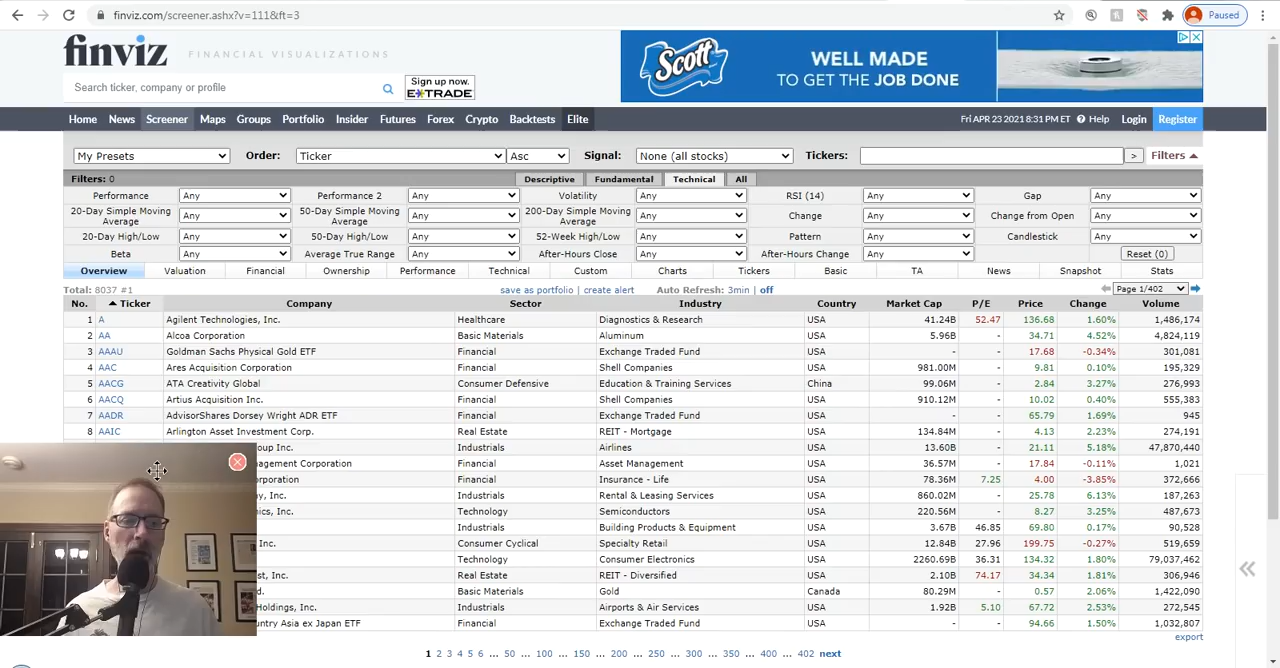 finviz.com/screener.ashx?v=111&ft=3
Paused
finviz FINANCIAL VISUALIZATIONS
Search ticker, company or profile
Sign up now.
E*TRADE
Scott
WELL MADE
TO GET THE JOB DONE
Home News Screener Maps Groups Portfolio Insider Futures Forex Crypto Backtests Elite Fri APR 23 2021 8:31 PM ET Help Login Register
My Presets Order: Ticker Asc Signal: None (all stocks) Tickers: > Filters
Filters: 0 Descriptive Fundamental Technical All
Performance Any Performance 2 Any Volatility Any RSI (14) Any Gap Any
20-Day Simple Moving Average Any 50-Day Simple Moving Average Any 200-Day Simple Moving Average Any Change Any Change from Open Any
20-Day High/Low Any 50-Day High/Low Any 52-Week High/Low Any Pattern Any Candlestick Any
Beta Any Average True Range Any After-Hours Close Any After-Hours Change Any Reset (0)
Overview Valuation Financial Ownership Performance Technical Custom Charts Tickers Basic TA News Snapshot Stats
Total: 8037 #1 save as portfolio | create alert Auto Refresh: 3min | off Page 1/402
No. Ticker Company Sector Industry Country Market Cap P/E Price Change Volume
1 A Agilent Technologies, Inc. Healthcare Diagnostics & Research USA 41.24B 52.47 136.68 1.60% 1,486,174
2 AA Alcoa Corporation Basic Materials Aluminum USA 5.96B - 34.71 4.52% 4,824,119
3 AAAU Goldman Sachs Physical Gold ETF Financial Exchange Traded Fund USA - - 17.68 -0.34% 301,081
4 AAC Ares Acquisition Corporation Financial Shell Companies USA 981.00M - 9.81 0.10% 195,329
5 AACG ATA Creativity Global Consumer Defensive Education & Training Services China 99.06M - 2.84 3.27% 276,993
6 AACQ Artius Acquisition Inc. Financial Shell Companies USA 910.12M - 10.02 0.40% 555,383
7 AADR AdvisorShares Dorsey Wright ADR ETF Financial Exchange Traded Fund USA - - 65.79 1.69% 945
8 AAIC Arlington Asset Investment Corp. Real Estate REIT - Mortgage USA 134.84M - 4.13 2.23% 274,191
oup Inc. Industrials Airlines USA 13.60B - 21.11 5.18% 47,870,440
nagement Corporation Financial Asset Management USA 36.57M - 17.84 -0.11% 1,021
orporation Financial Insurance - Life USA 78.36M 7.25 4.00 -3.85% 372,666
y, Inc. Industrials Rental & Leasing Services USA 860.02M - 25.78 6.13% 187,263
nics, Inc. Technology Semiconductors USA 220.56M - 8.27 3.25% 487,673
Industrials Building Products & Equipment USA 3.67B 46.85 69.80 0.17% 90,528
Inc. Consumer Cyclical Specialty Retail USA 12.84B 27.96 199.75 -0.27% 519,659
Technology Consumer Electronics USA 2260.69B 36.31 134.32 1.80% 79,037,462
st, Inc. Real Estate REIT - Diversified USA 2.10B 74.17 34.34 1.81% 306,946
d. Basic Materials Gold Canada 80.29M - 0.57 2.06% 1,422,090
Holdings, Inc. Industrials Airports & Air Services USA 1.92B 5.10 67.72 2.53% 272,545
ountry Asia ex Japan ETF Financial Exchange Traded Fund USA - - 94.66 1.50% 1,032,807
export
1 2 3 4 5 6 ... 50 ... 100 ... 150 ... 200 ... 250 ... 300 ... 350 ... 400 ... 402 next